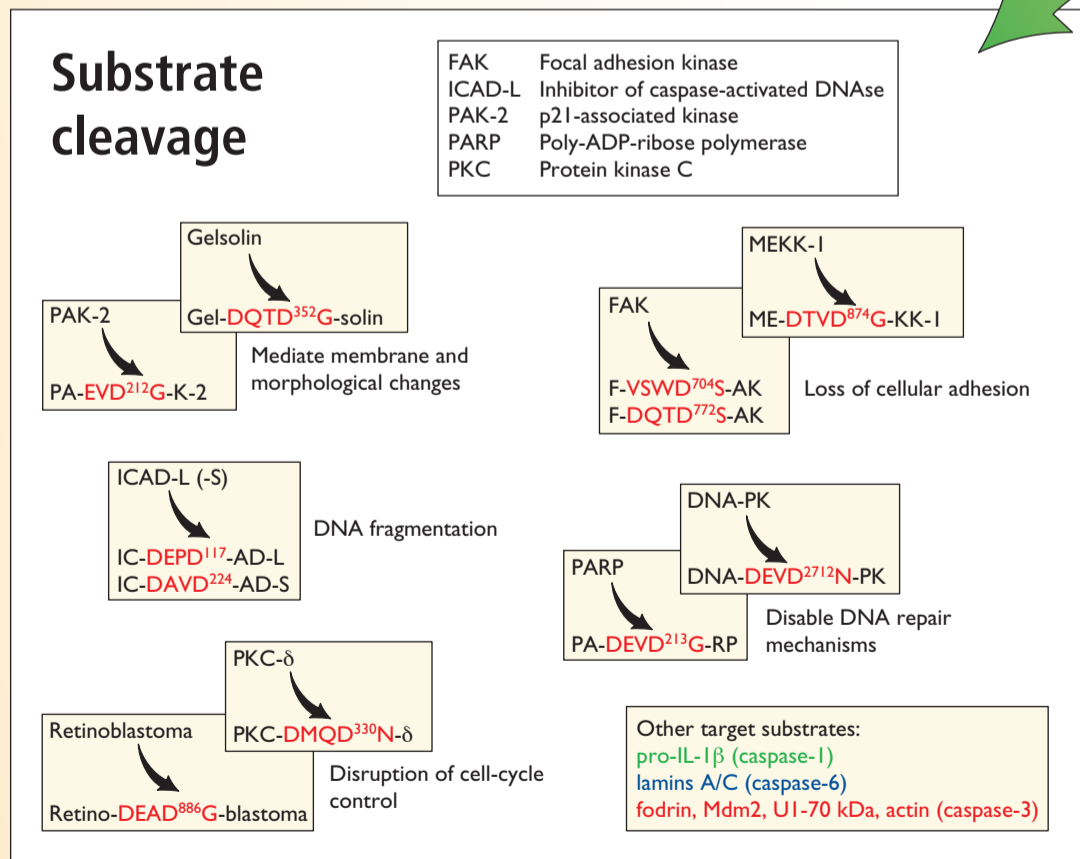 Substrate
cleavage
FAK Focal adhesion kinase
ICAD-L Inhibitor of caspase-activated DNAse
PAK-2 p21-associated kinase
PARP Poly-ADP-ribose polymerase
PKC Protein kinase C
Gelsolin
Gel-DQTD³⁵²G-solin
PAK-2
PA-EVD²¹²G-K-2
Mediate membrane and
morphological changes
MEKK-1
ME-DTVD⁸⁷⁴G-KK-1
FAK
F-VSWD⁷⁰⁴S-AK
F-DQTD⁷⁷²S-AK
Loss of cellular adhesion
ICAD-L (-S)
IC-DEPD¹¹⁷-AD-L
IC-DAVD²²⁴-AD-S
DNA fragmentation
DNA-PK
DNA-DEVD²⁷¹²N-PK
PARP
PA-DEVD²¹³G-RP
Disable DNA repair
mechanisms
PKC-δ
PKC-DMQD³³⁰N-δ
Retinoblastoma
Retino-DEAD⁸⁸⁶G-blastoma
Disruption of cell-cycle
control
Other target substrates:
pro-IL-1β (caspase-1)
lamins A/C (caspase-6)
fodrin, Mdm2, U1-70 kDa, actin (caspase-3)